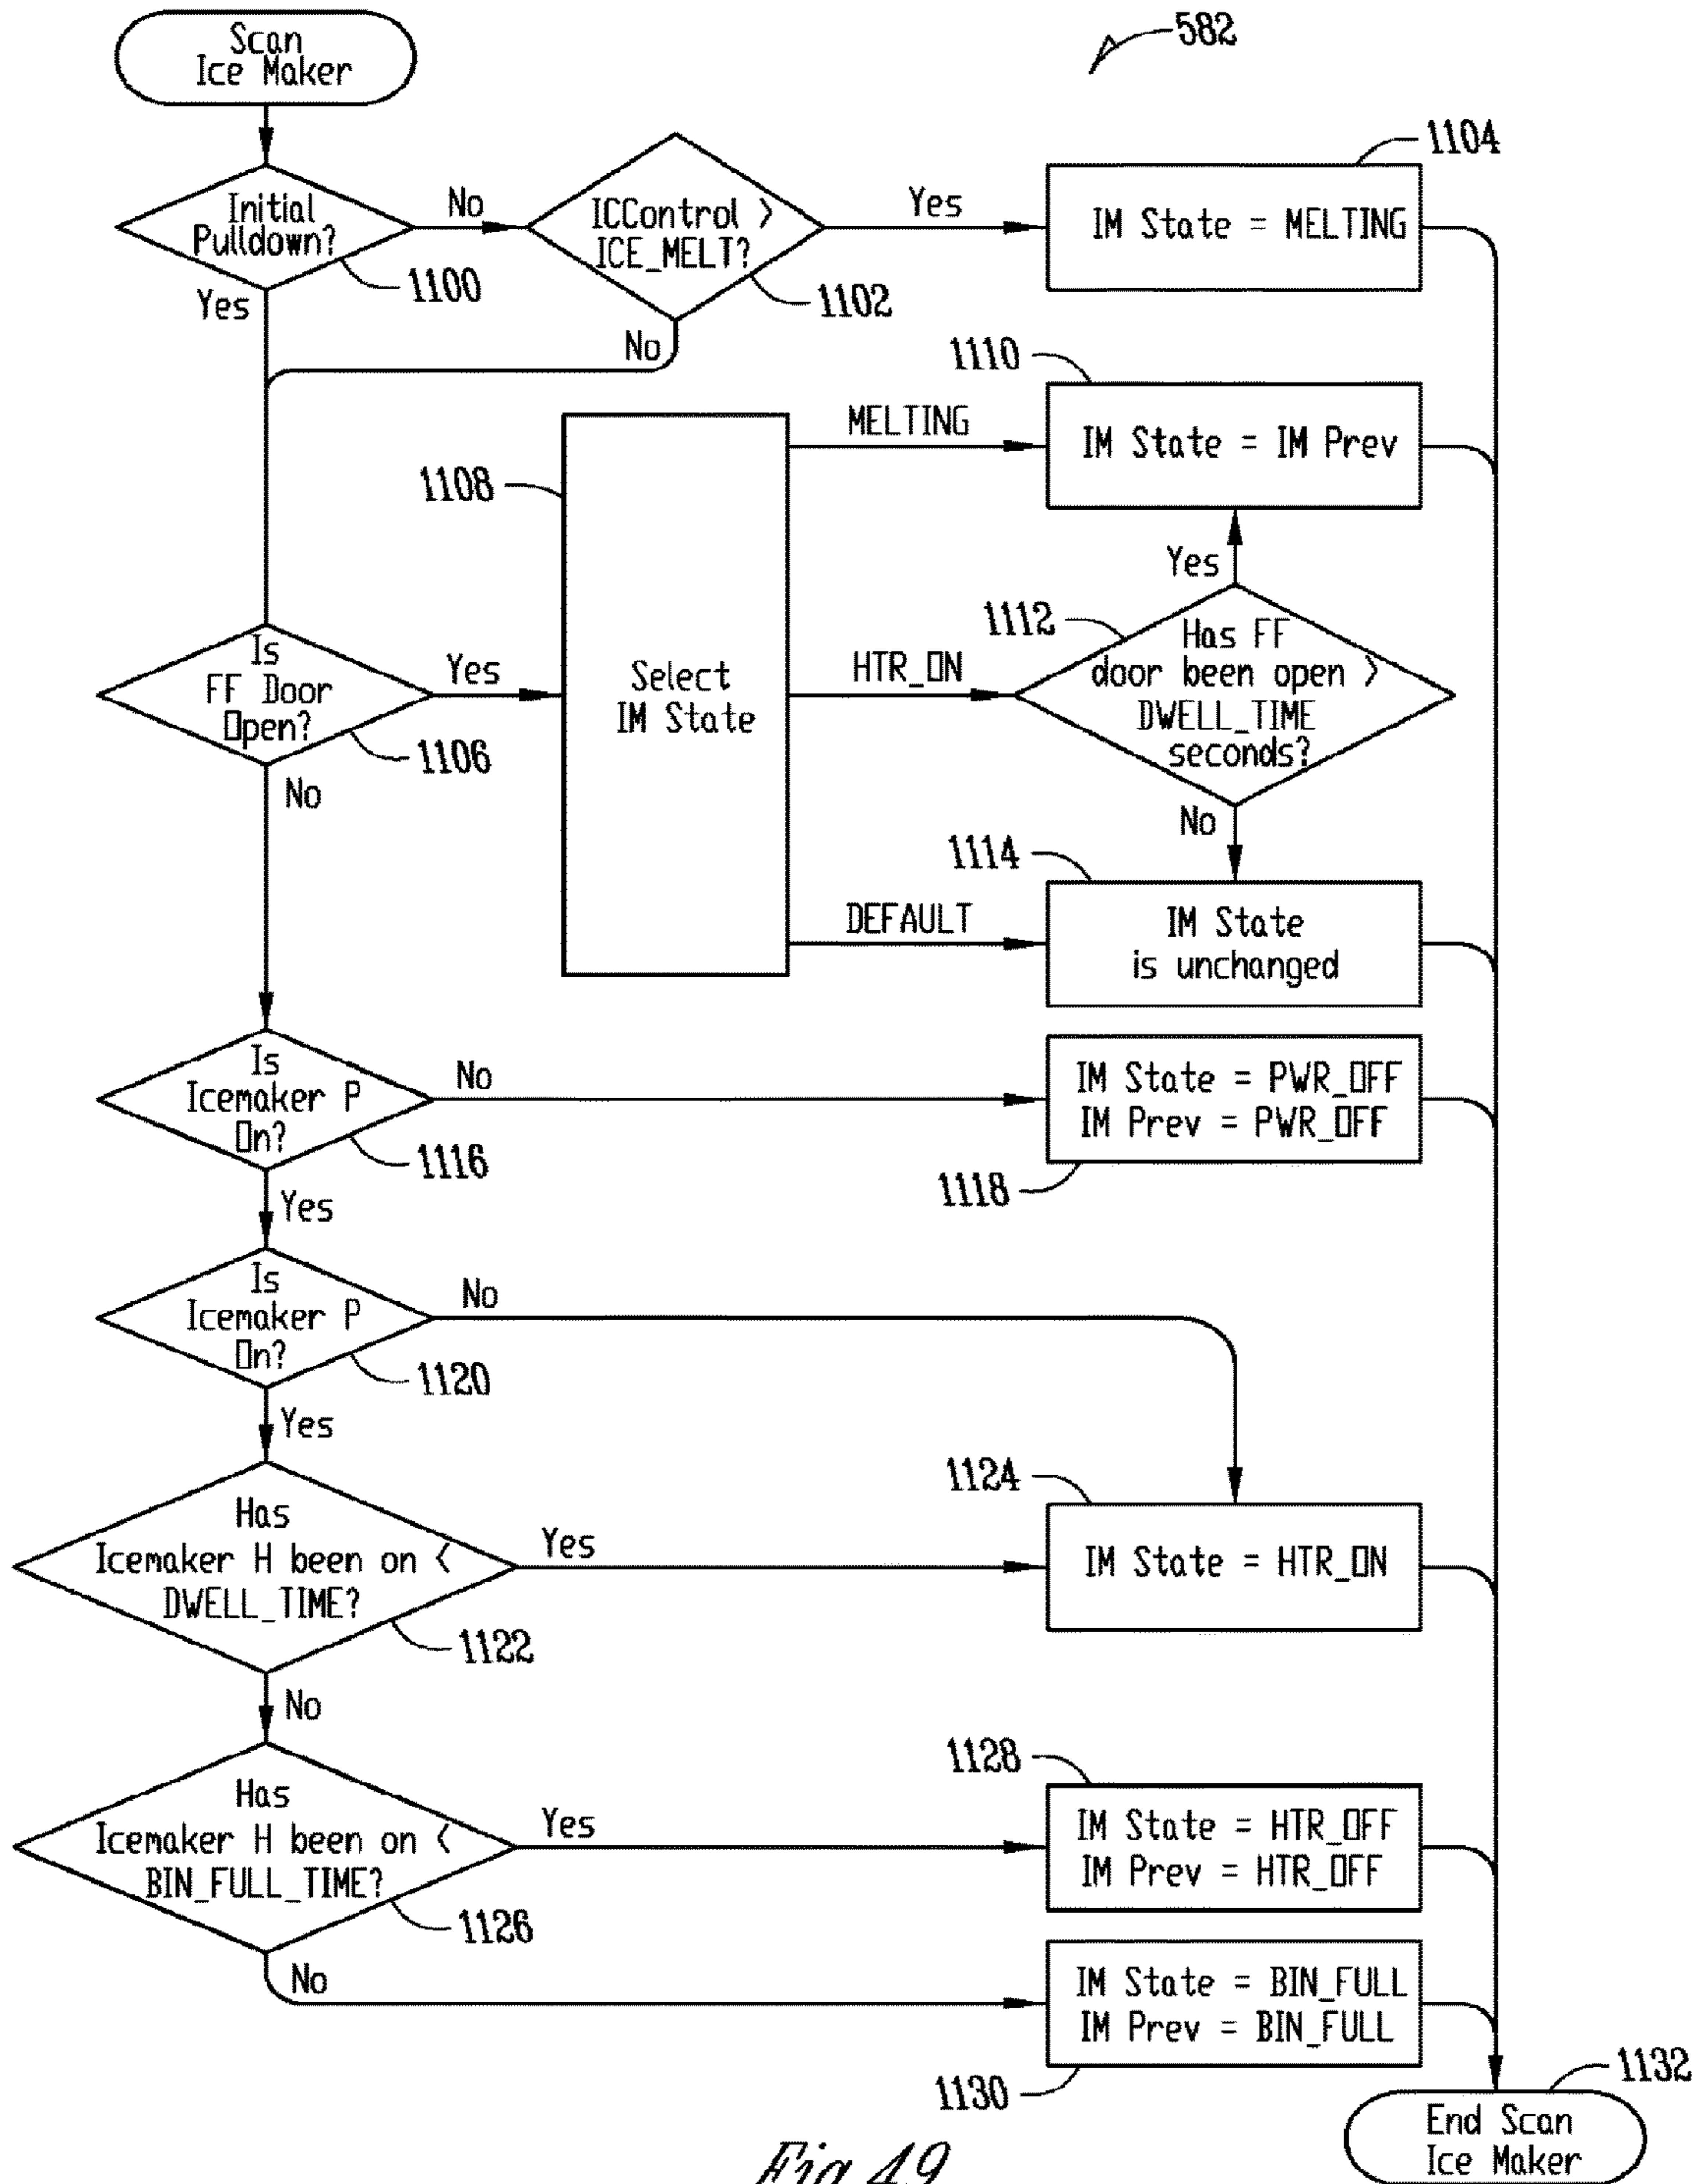 Scan
Ice Maker
582
Initial
Pulldown?
1100
No
Yes
ICControl >
ICE_MELT?
1102
Yes
No
1104
IM State = MELTING
1110
IM State = IM Prev
MELTING
1108
Select
IM State
Yes
1112
Has FF
door been open >
DWELL_TIME
seconds?
HTR_ON
Is
FF Door
Open?
1106
Yes
No
No
1114
DEFAULT
IM State
is unchanged
Is
Icemaker P
On?
1116
No
Yes
IM State = PWR_OFF
IM Prev = PWR_OFF
1118
Is
Icemaker P
On?
1120
No
Yes
1124
IM State = HTR_ON
Has
Icemaker H been on <
DWELL_TIME?
1122
Yes
No
1128
IM State = HTR_OFF
IM Prev = HTR_OFF
Has
Icemaker H been on <
BIN_FULL_TIME?
1126
Yes
No
IM State = BIN_FULL
IM Prev = BIN_FULL
1130
1132
End Scan
Ice Maker
Fig. 49